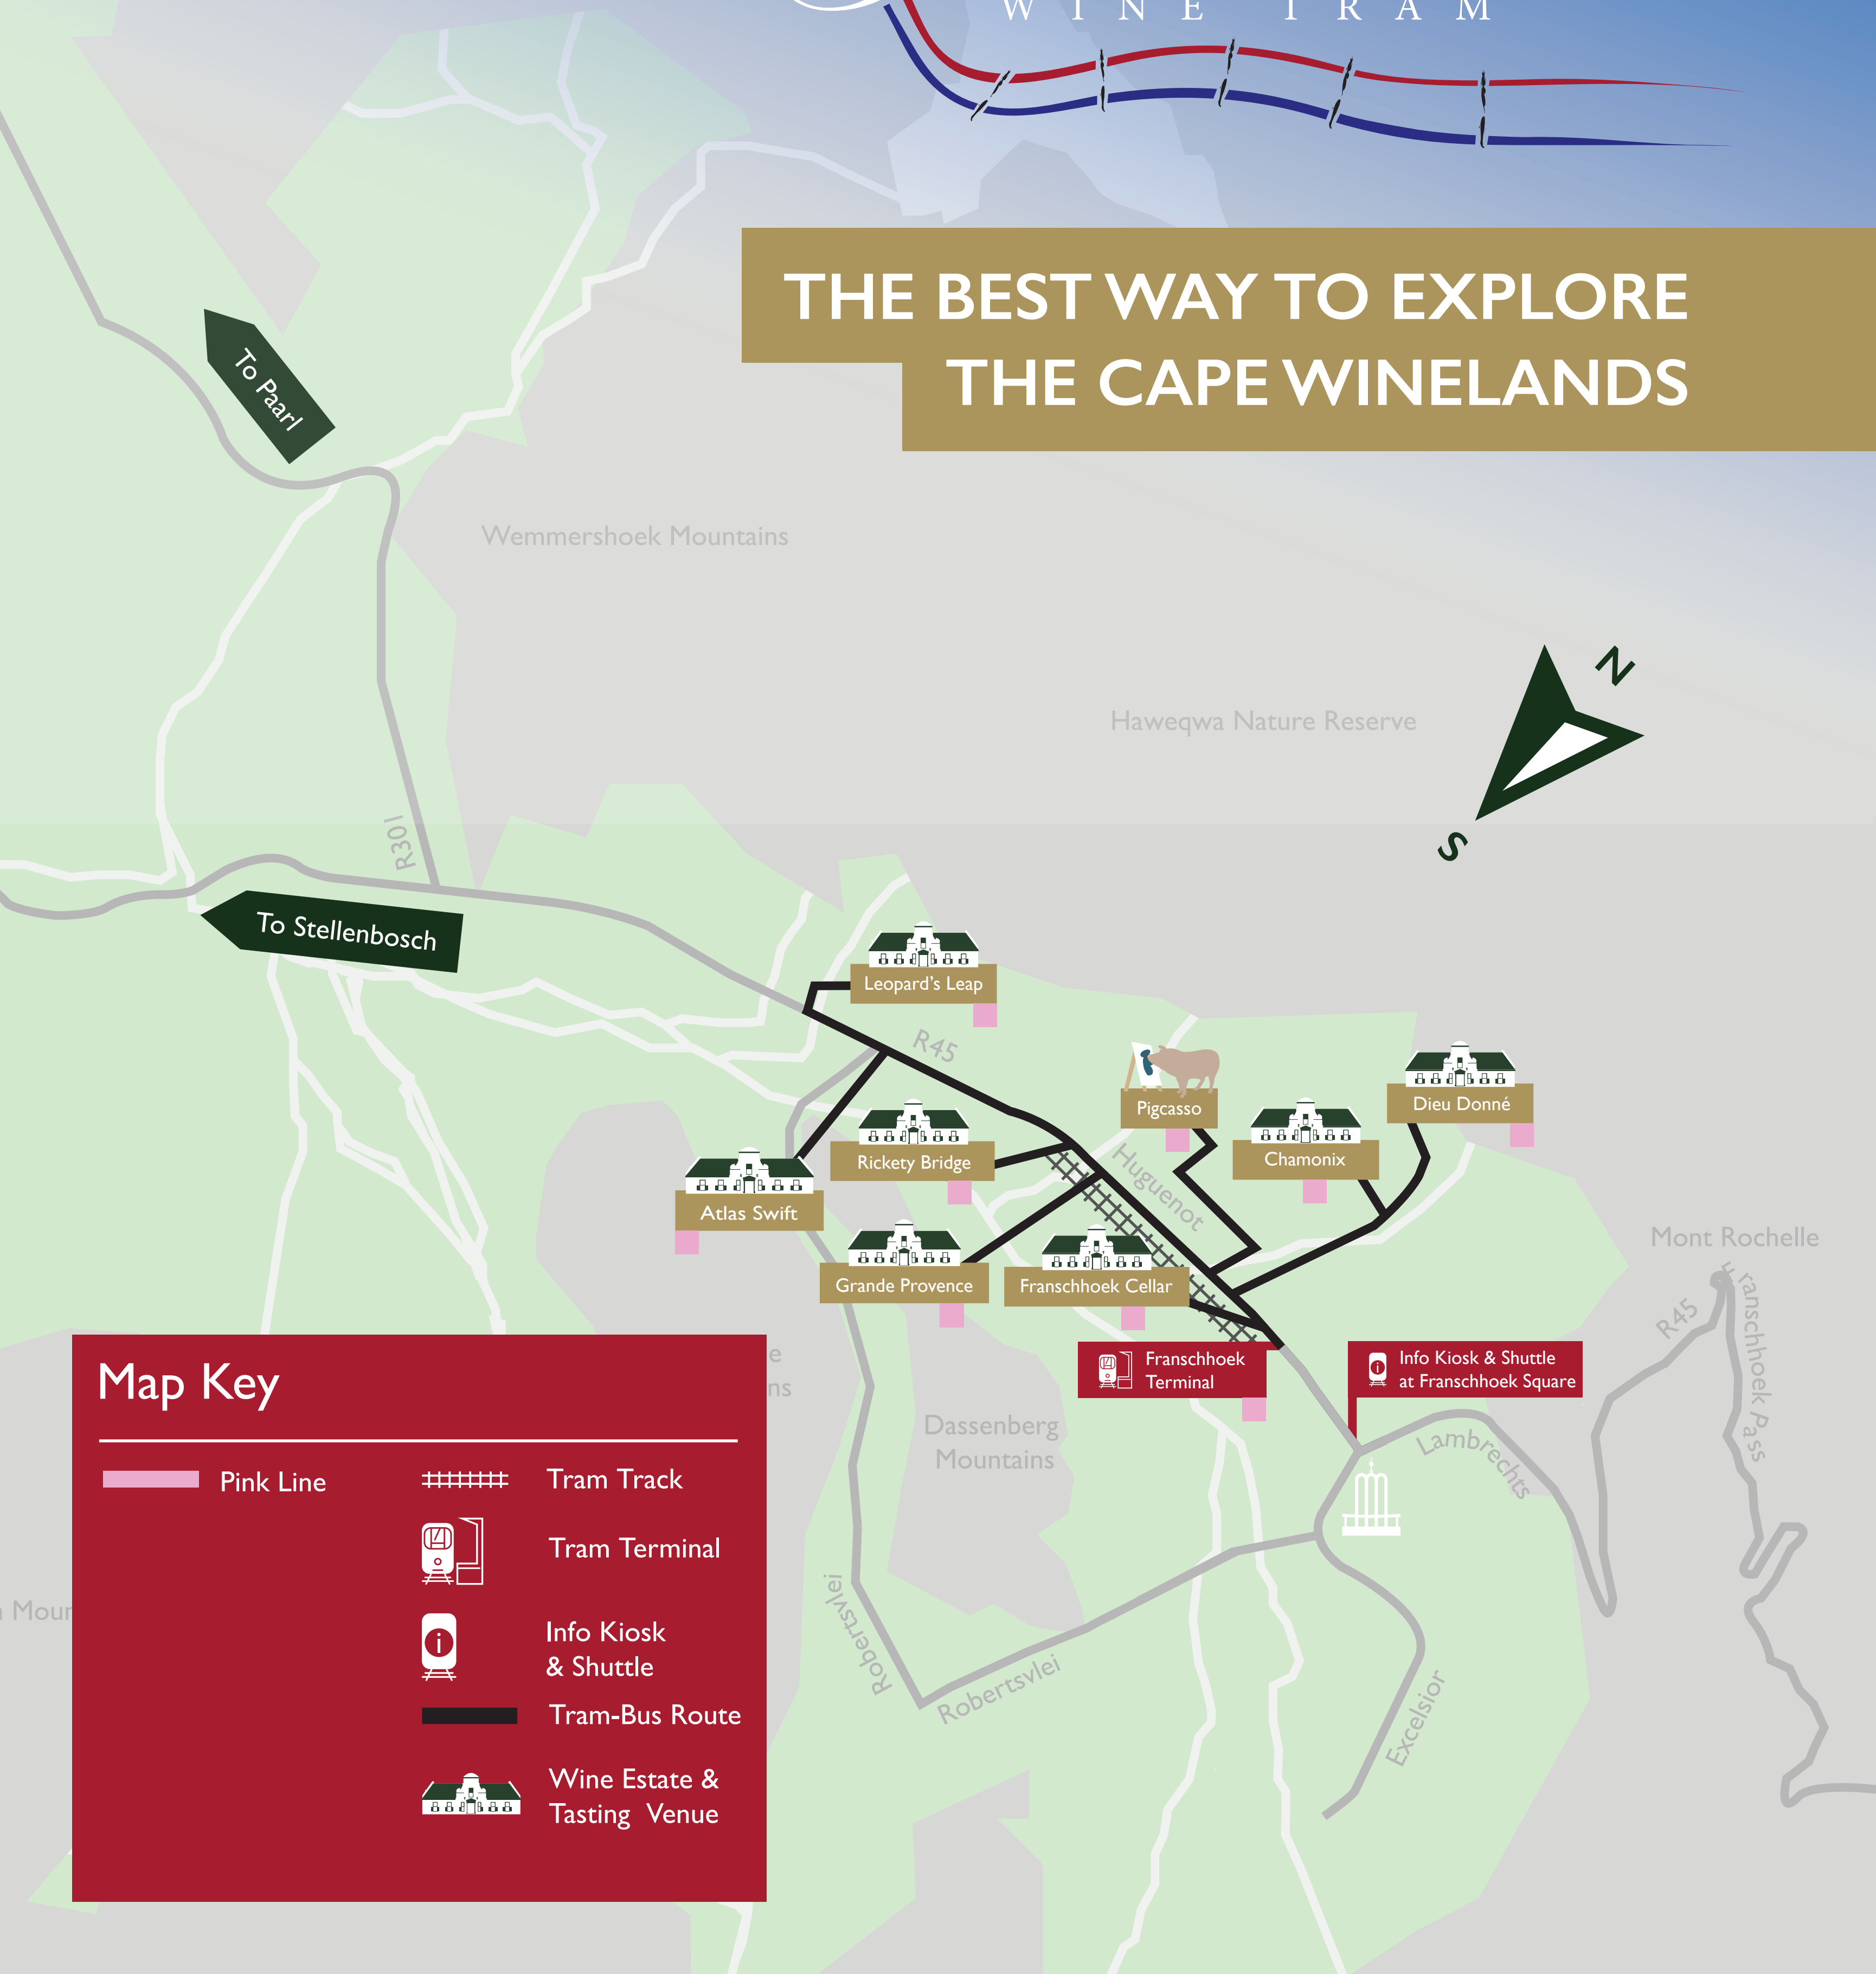 WINE TRAM
THE BEST WAY TO EXPLORE
THE CAPE WINELANDS
To Paarl
Wemmershoek Mountains
N
Haweqwa Nature Reserve
S
R301
To Stellenbosch
Leopard's Leap
R45
Pigcasso
Dieu Donné
Rickety Bridge
Chamonix
Huguenot
Atlas Swift
Grande Provence
Franschhoek Cellar
Mont Rochelle
R45
Franschhoek Pass
Franschhoek
Terminal
Info Kiosk & Shuttle
at Franschhoek Square
Dassenberg
Mountains
Lambrechts
Robertsvlei
Robertsvlei
Excelsior
Map Key
Pink Line
Tram Track
Tram Terminal
Info Kiosk
& Shuttle
Tram-Bus Route
Wine Estate &
Tasting Venue